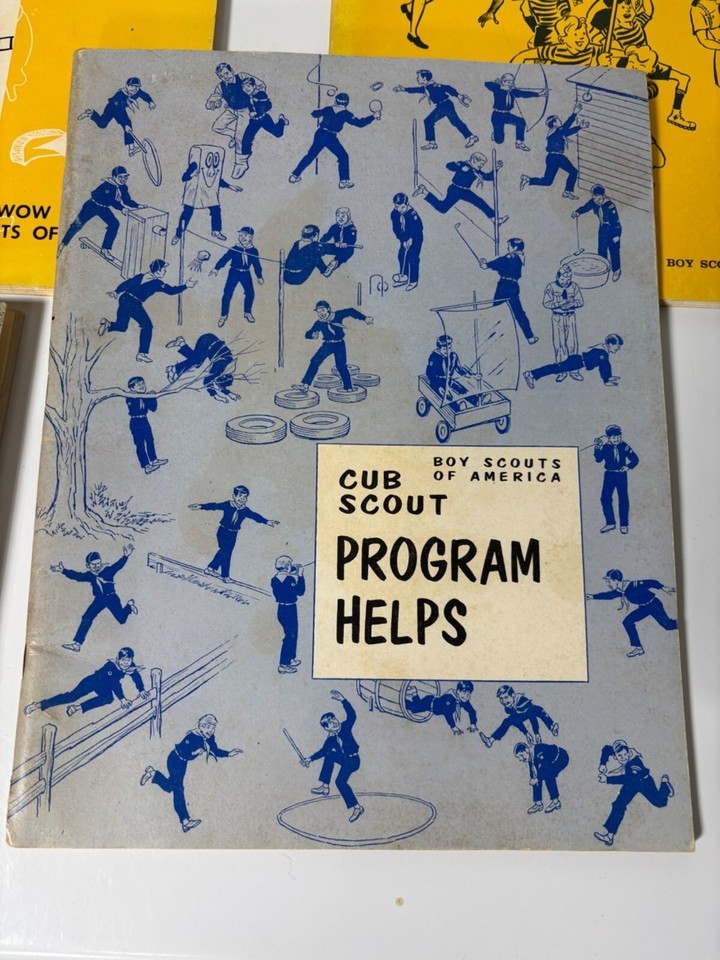 WOW
TS OF
BOY SCO
BOY SCOUTS
OF AMERICA
CUB
SCOUT
PROGRAM
HELPS